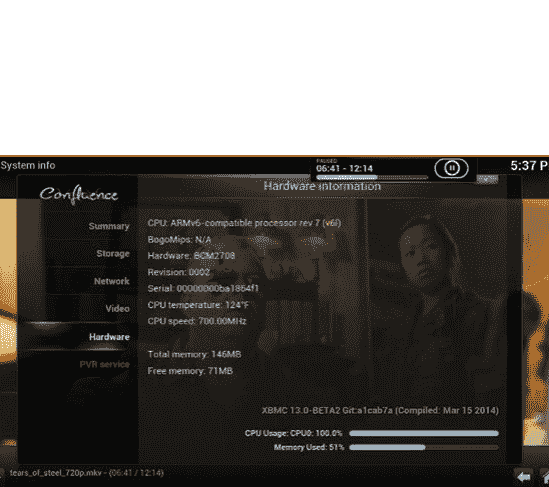 System info
PAUSED
06:41 - 12:14
5:37 P
Confluence
Hardware information
Summary
Storage
Network
Video
Hardware
PVR service
CPU: ARMv6-compatible processor rev 7 (v6l)
BogoMips: N/A
Hardware: BCM2708
Revision: 0002
Serial: 00000000ba1864f1
CPU temperature: 124°F
CPU speed: 700.00MHz
Total memory: 146MB
Free memory: 71MB
XBMC 13.0-BETA2 Git:a1cab7a (Compiled: Mar 15 2014)
CPU Usage: CPU0: 100.0%
Memory Used: 51%
tears_of_steel_720p.mkv - (06:41 / 12:14)